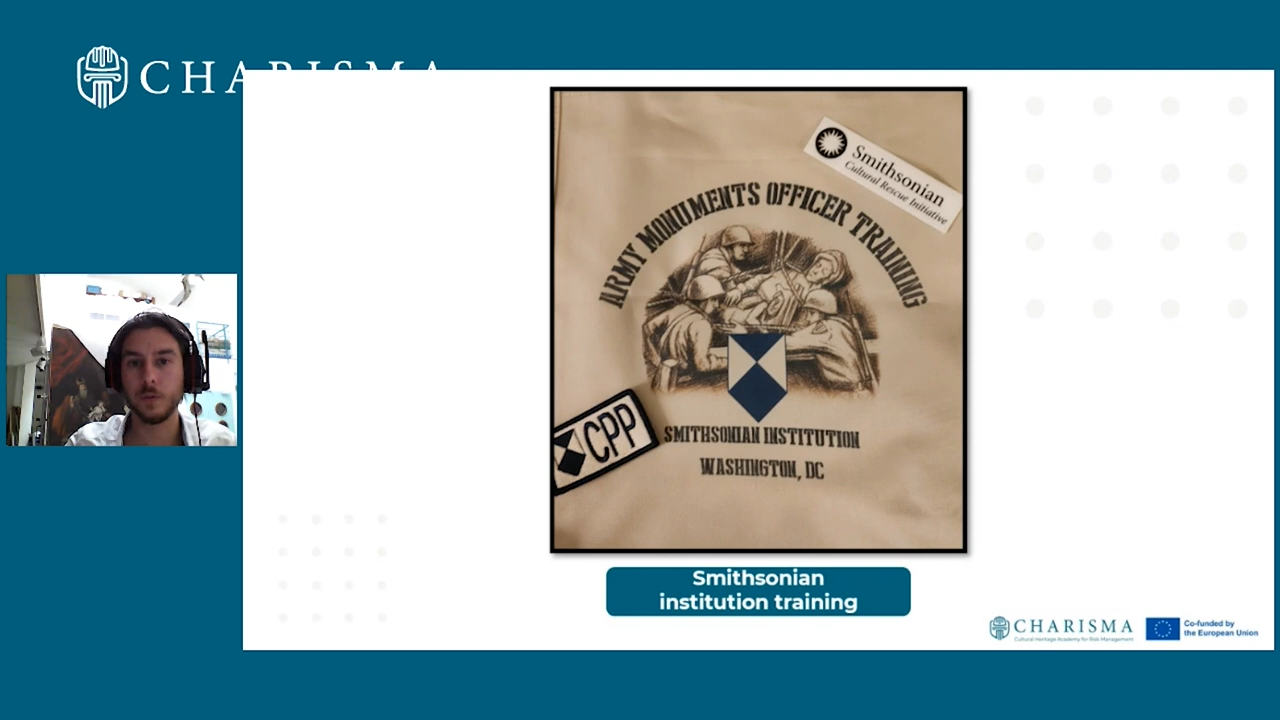 CHARISMA
Smithsonian
Cultural Rescue Initiative
ARMY MONUMENTS OFFICER TRAINING
CPP
SMITHSONIAN INSTITUTION
WASHINGTON, DC
Smithsonian
institution training
CHARISMA
Cultural Heritage Academy for Risk Management
Co-funded by
the European Union